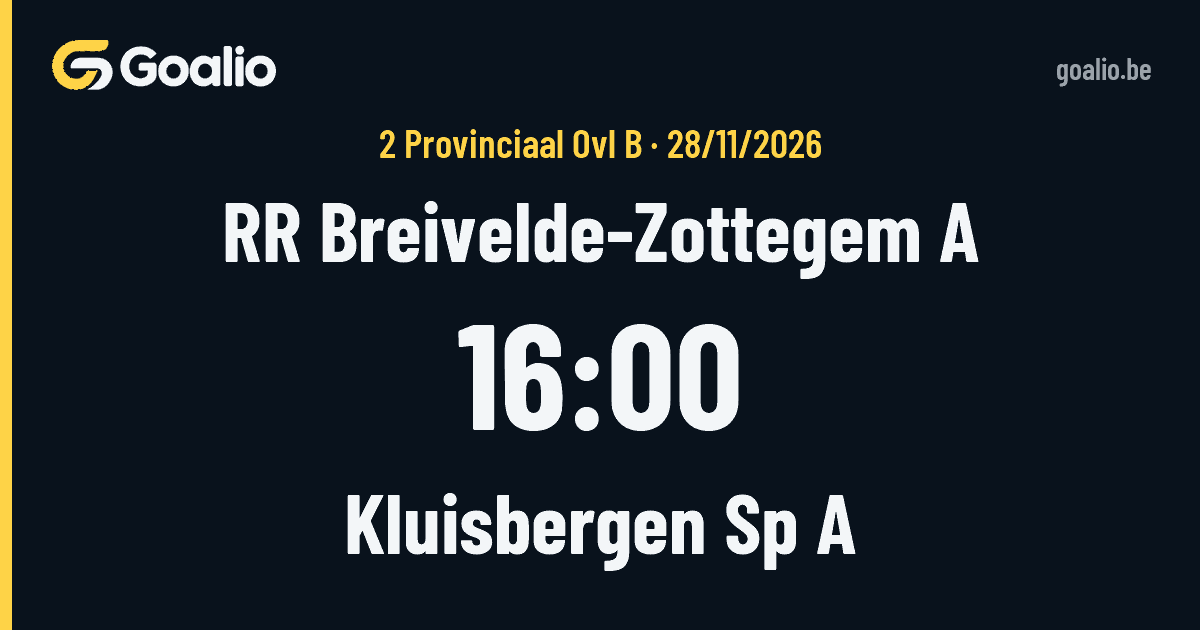 Goalio
goalio.be
2 Provinciaal Ovl B · 28/11/2026
RR Breivelde-Zottegem A
16:00
Kluisbergen Sp A